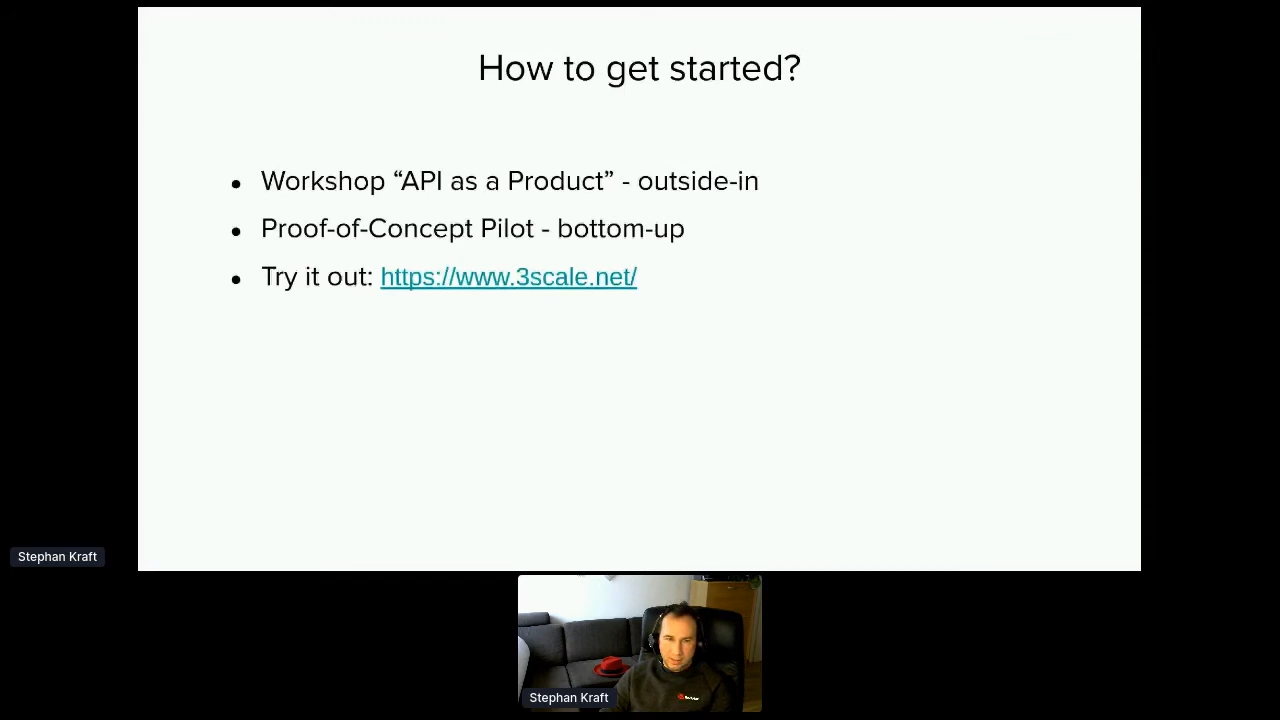 How to get started?
Workshop “API as a Product” - outside-in
Proof-of-Concept Pilot - bottom-up
Try it out: https://www.3scale.net/
Stephan Kraft
Stephan Kraft